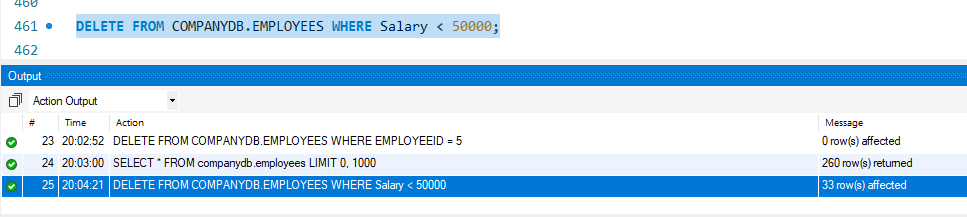 460
461 DELETE FROM COMPANYDB.EMPLOYEES WHERE Salary < 50000;
462
Output
Action Output
# Time Action Message
23 20:02:52 DELETE FROM COMPANYDB.EMPLOYEES WHERE EMPLOYEEID = 5 0 row(s) affected
24 20:03:00 SELECT * FROM companydb.employees LIMIT 0, 1000 260 row(s) returned
25 20:04:21 DELETE FROM COMPANYDB.EMPLOYEES WHERE Salary < 50000 33 row(s) affected